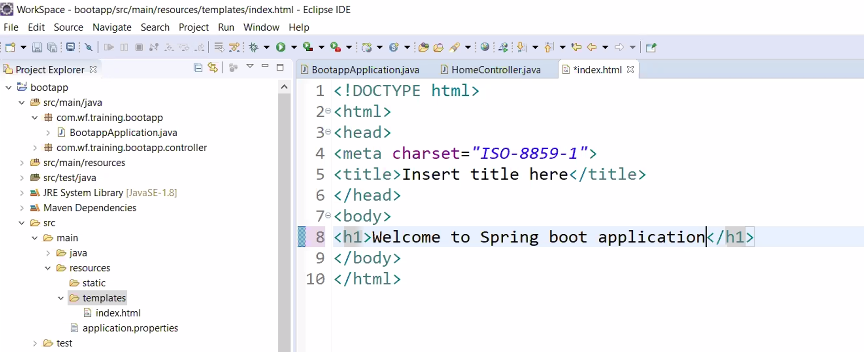 WorkSpace - bootapp/src/main/resources/templates/index.html - Eclipse IDE
File Edit Source Navigate Search Project Run Window Help
Project Explorer
BootappApplication.java HomeController.java *index.html
bootapp
src/main/java
com.wf.training.bootapp
BootappApplication.java
com.wf.training.bootapp.controller
src/main/resources
src/test/java
JRE System Library [JavaSE-1.8]
Maven Dependencies
src
main
java
resources
static
templates
index.html
application.properties
test
1 <!DOCTYPE html>
2 <html>
3 <head>
4 <meta charset="ISO-8859-1">
5 <title>Insert title here</title>
6 </head>
7 <body>
8 <h1>Welcome to Spring boot application</h1>
9 </body>
10 </html>